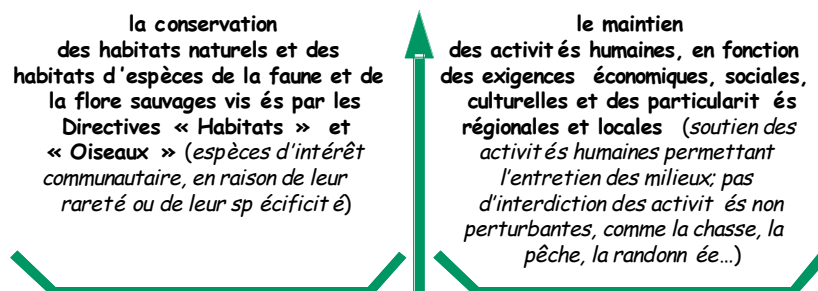 la conservation
des habitats naturels et des
habitats d'espèces de la faune et de
la flore sauvages visés par les
Directives « Habitats » et
« Oiseaux » (espèces d'intérêt
communautaire, en raison de leur
rareté ou de leur spécificité)
le maintien
des activités humaines, en fonction
des exigences économiques, sociales,
culturelles et des particularités
régionales et locales (soutien des
activités humaines permettant
l'entretien des milieux; pas
d'interdiction des activités non
perturbantes, comme la chasse, la
pêche, la randonnée...)